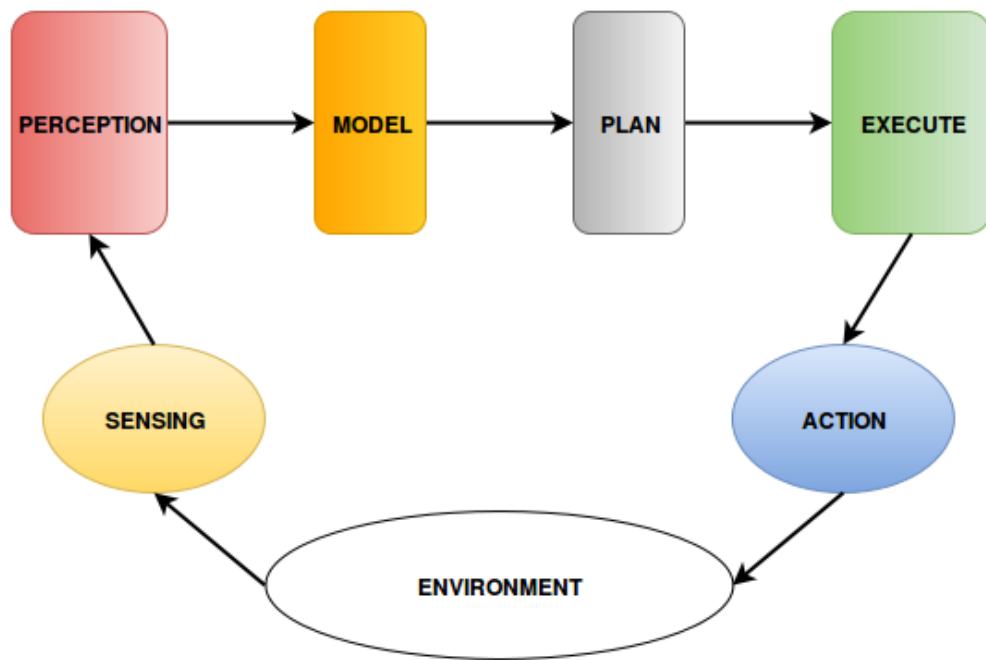 PERCEPTION
MODEL
PLAN
EXECUTE
SENSING
ACTION
ENVIRONMENT